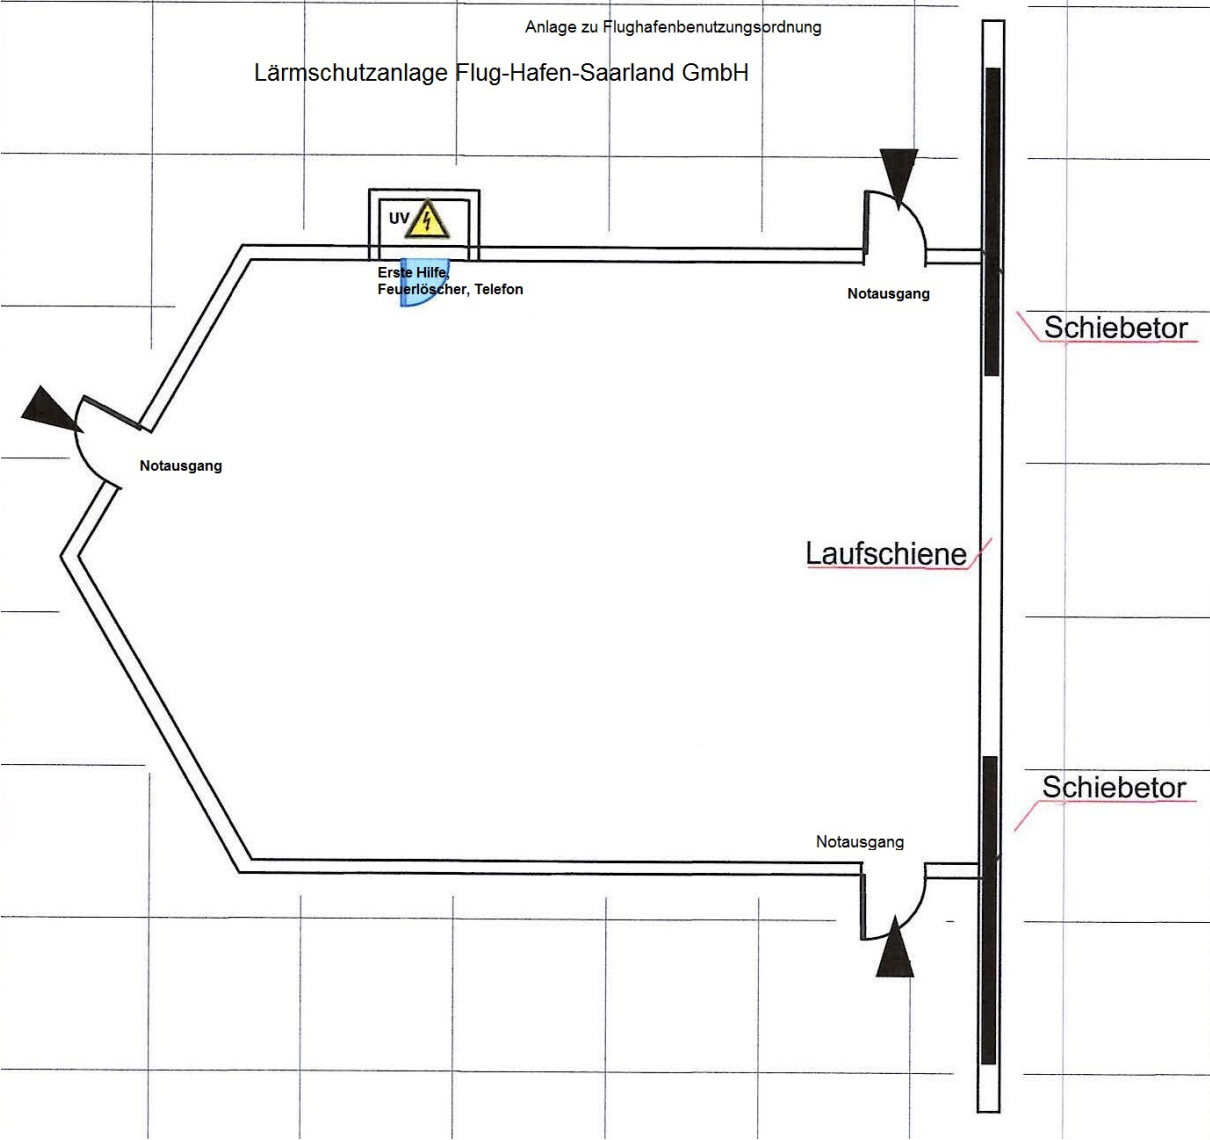 Anlage zu Flughafenbenutzungsordnung
Lärmschutzanlage Flug-Hafen-Saarland GmbH
UV
Erste Hilfe,
Feuerlöscher, Telefon
Notausgang
Schiebetor
Notausgang
Laufschiene
Schiebetor
Notausgang